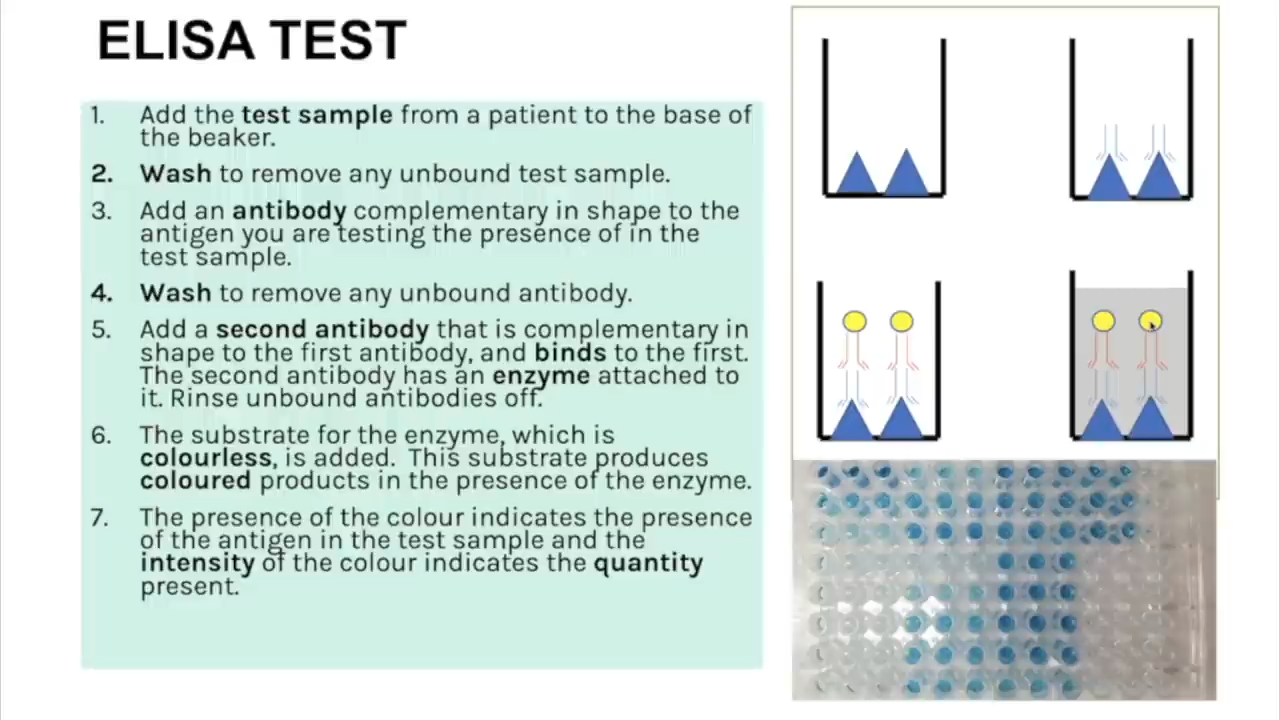 ELISA TEST
1. Add the test sample from a patient to the base of
the beaker.
2. Wash to remove any unbound test sample.
3. Add an antibody complementary in shape to the
antigen you are testing the presence of in the
test sample.
4. Wash to remove any unbound antibody.
5. Add a second antibody that is complementary in
shape to the first antibody, and binds to the first.
The second antibody has an enzyme attached to
it. Rinse unbound antibodies off.
6. The substrate for the enzyme, which is
colourless, is added. This substrate produces
coloured products in the presence of the enzyme.
7. The presence of the colour indicates the presence
of the antigen in the test sample and the
intensity of the colour indicates the quantity
present.